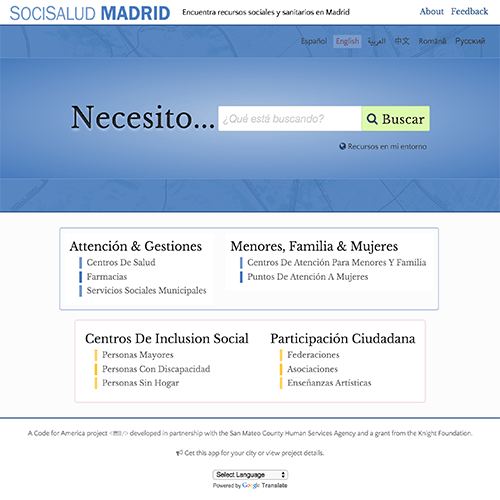 SOCISALUD MADRID Encuentra recursos sociales y sanitarios en Madrid About Feedback
Español English العربية 中文 Română Русский
Necesito... ¿Qué está buscando? Buscar
Recursos en mi entorno
Attención & Gestiones
Centros De Salud
Farmacias
Servicios Sociales Municipales
Menores, Familia & Mujeres
Centros De Atención Para Menores Y Familia
Puntos De Atención A Mujeres
Centros De Inclusion Social
Personas Mayores
Personas Con Discapacidad
Personas Sin Hogar
Participación Ciudadana
Federaciones
Asociaciones
Enseñanzas Artísticas
A Code for America project </> developed in partnership with the San Mateo County Human Services Agency and a grant from the Knight Foundation.
Get this app for your city or view project details.
Select Language
Powered by Google Translate